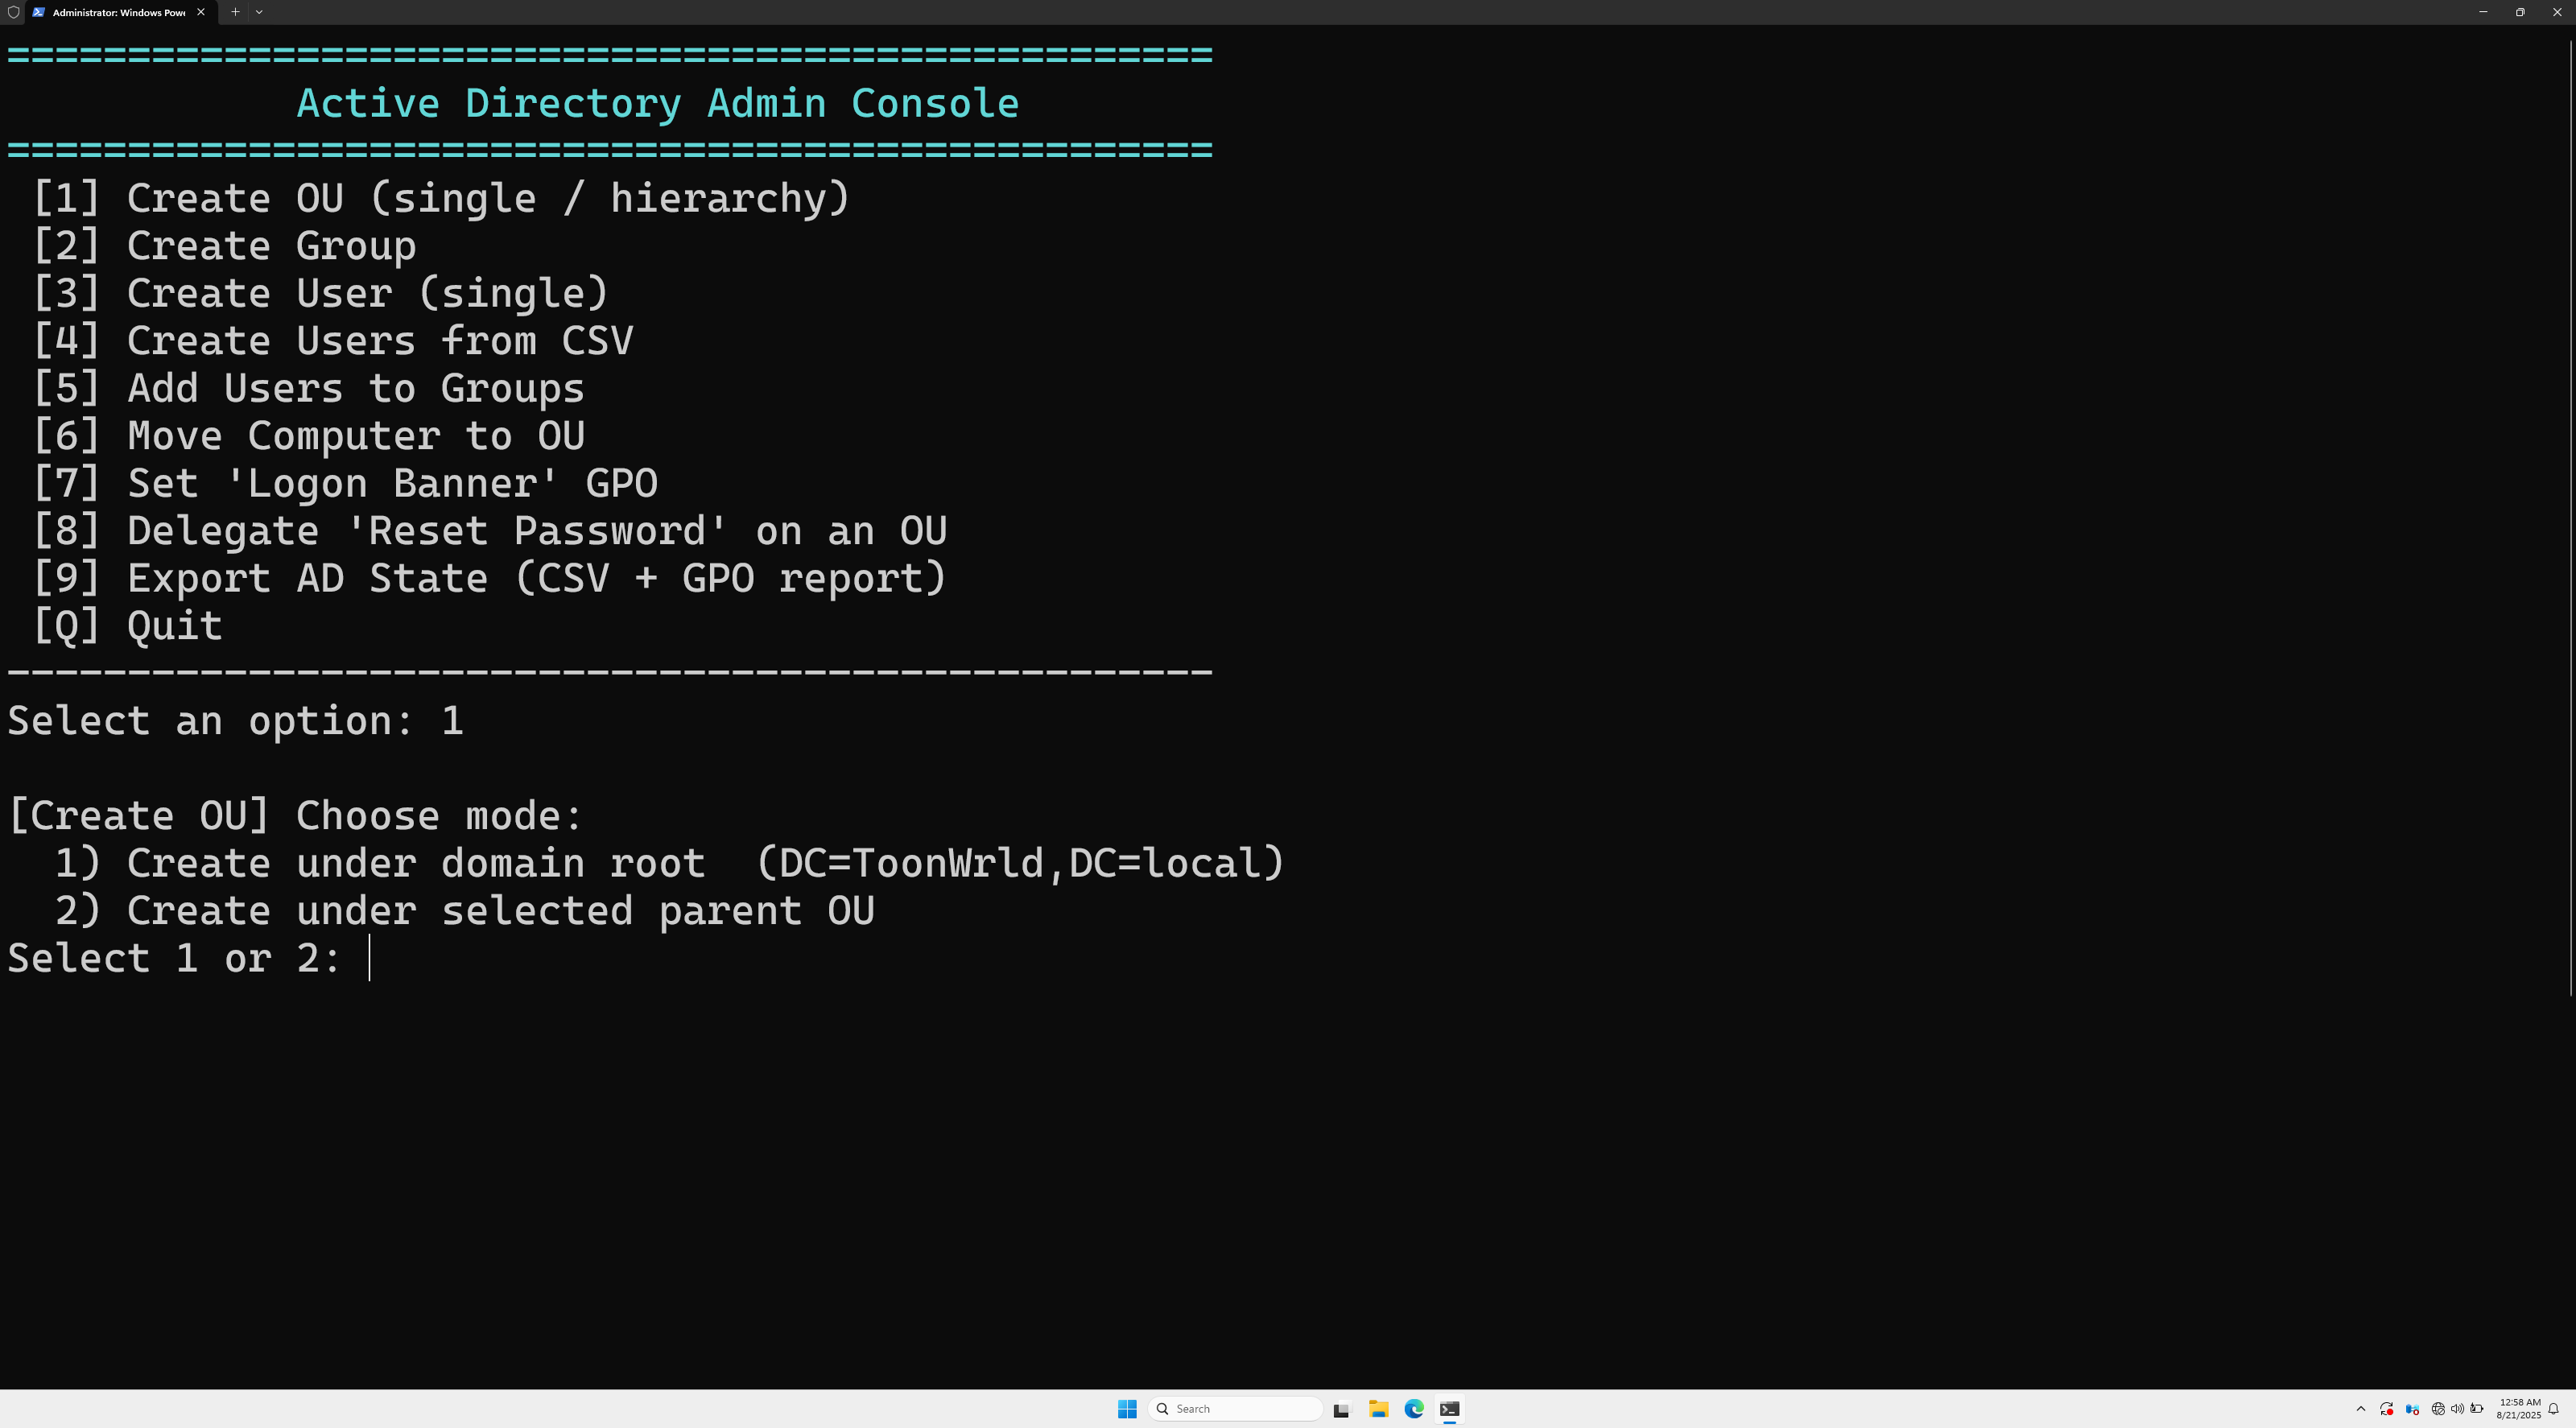 Administrator: Windows Powe
==================================================
Active Directory Admin Console
==================================================
[1] Create OU (single / hierarchy)
[2] Create Group
[3] Create User (single)
[4] Create Users from CSV
[5] Add Users to Groups
[6] Move Computer to OU
[7] Set 'Logon Banner' GPO
[8] Delegate 'Reset Password' on an OU
[9] Export AD State (CSV + GPO report)
[Q] Quit
--------------------------------------------------
Select an option: 1
[Create OU] Choose mode:
1) Create under domain root  (DC=ToonWrld,DC=local)
2) Create under selected parent OU
Select 1 or 2:
Search
12:58 AM
8/21/2025